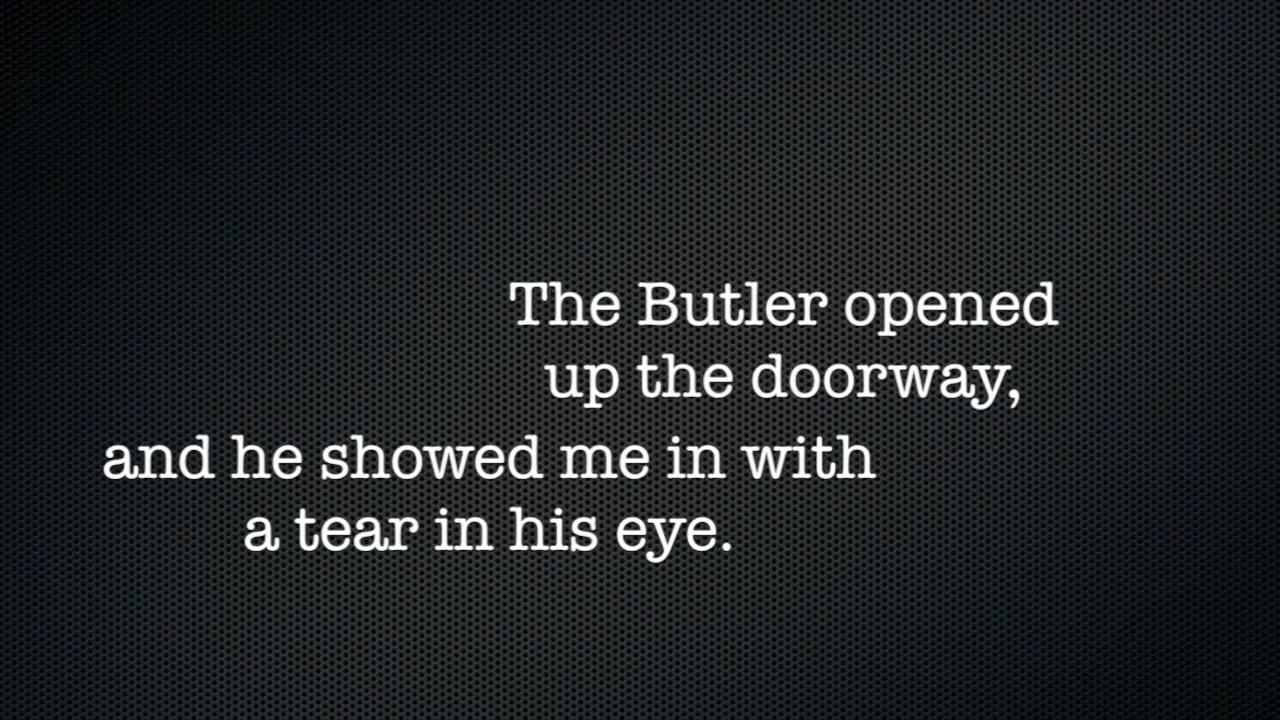 The Butler opened
up the doorway,
and he showed me in with
a tear in his eye.